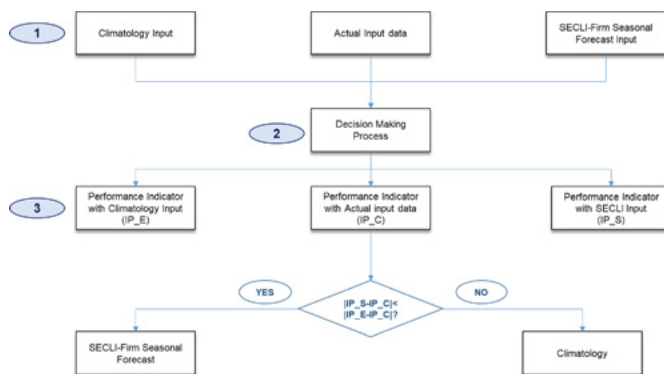 1
Climatology Input
Actual Input data
SECLI-Firm Seasonal
Forecast Input
2
Decision Making
Process
3
Performance Indicator
with Climatology Input
(IP_E)
Performance Indicator
with Actual input data
(IP_C)
Performance Indicator
with SECLI Input
(IP_S)
YES
|IP_S-IP_C|<
|IP_E-IP_C|?
NO
SECLI-Firm Seasonal
Forecast
Climatology